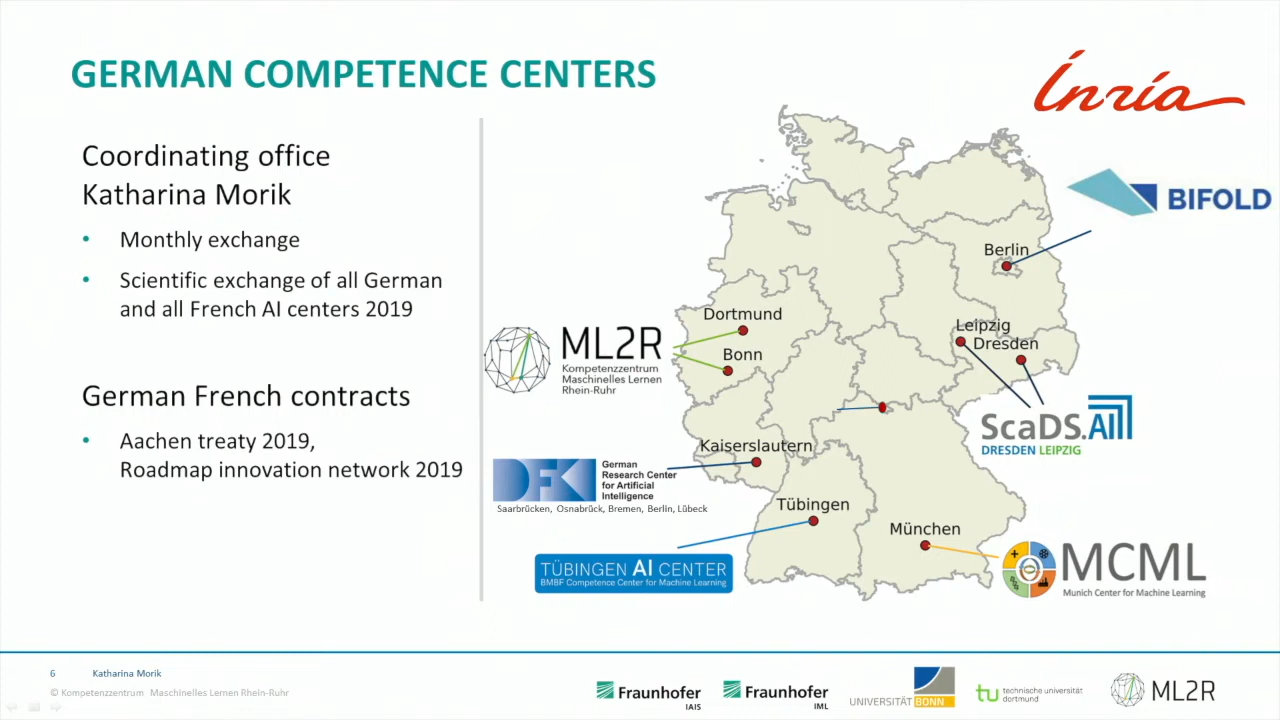 GERMAN COMPETENCE CENTERS
Inria
Coordinating office
Katharina Morik
• Monthly exchange
• Scientific exchange of all German
and all French AI centers 2019
German French contracts
• Aachen treaty 2019,
Roadmap innovation network 2019
BIFOLD
Berlin
Dortmund
Bonn
ML2R
Kompetenzzentrum
Maschinelles Lernen
Rhein-Ruhr
Leipzig
Dresden
ScaDS.AI
DRESDEN LEIPZIG
Kaiserslautern
DFKI
German
Research Center
for Artificial
Intelligence
Saarbrücken, Osnabrück, Bremen, Berlin, Lübeck
Tübingen
TÜBINGEN AI CENTER
BMBF Competence Center for Machine Learning
München
MCML
Munich Center for Machine Learning
6 Katharina Morik
© Kompetenzzentrum Maschinelles Lernen Rhein-Ruhr
Fraunhofer
IAIS
Fraunhofer
IML
UNIVERSITÄT BONN
tu technische universität
dortmund
ML2R